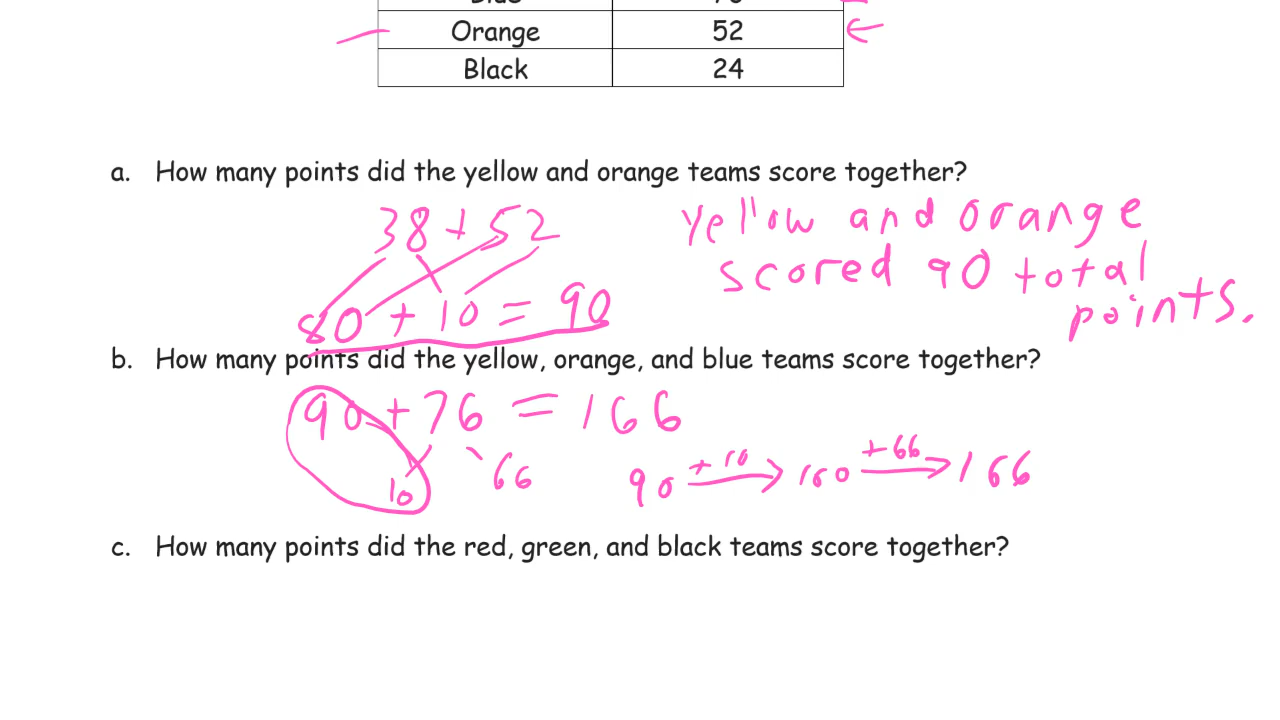 Orange 52
Black 24
a. How many points did the yellow and orange teams score together?
38 + 52
80 + 10 = 90
yellow and orange
scored 90 total
points.
b. How many points did the yellow, orange, and blue teams score together?
90 + 76 = 166
10 66
90 +10 100 +66 166
c. How many points did the red, green, and black teams score together?